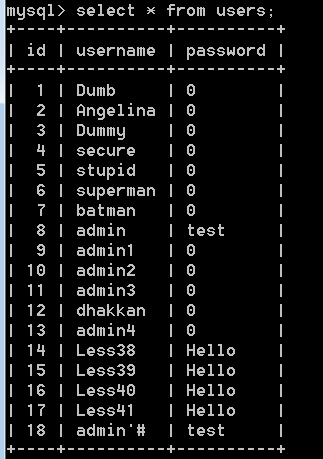 mysql> select * from users;
+----+----------+----------+
| id | username | password |
+----+----------+----------+
| 1 | Dumb | 0 |
| 2 | Angelina | 0 |
| 3 | Dummy | 0 |
| 4 | secure | 0 |
| 5 | stupid | 0 |
| 6 | superman | 0 |
| 7 | batman | 0 |
| 8 | admin | test |
| 9 | admin1 | 0 |
| 10 | admin2 | 0 |
| 11 | admin3 | 0 |
| 12 | dhakkan | 0 |
| 13 | admin4 | 0 |
| 14 | Less38 | Hello |
| 15 | Less39 | Hello |
| 16 | Less40 | Hello |
| 17 | Less41 | Hello |
| 18 | admin'# | test |
+----+----------+----------+